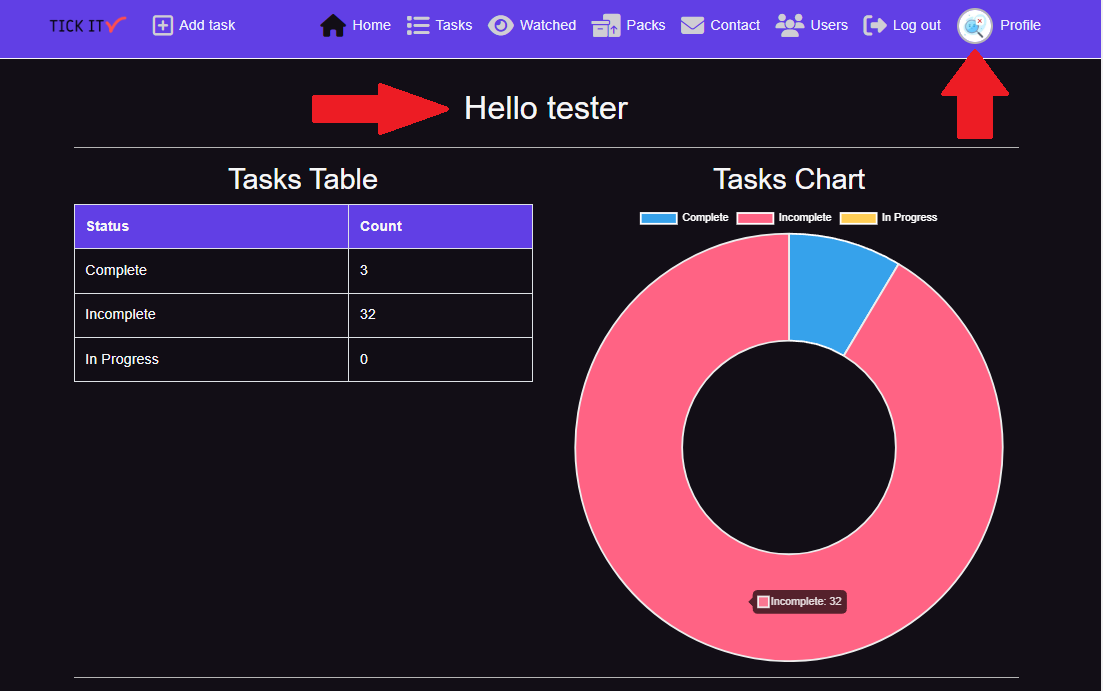 TICK IT Add task Home Tasks Watched Packs Contact Users Log out Profile
Hello tester
Tasks Table
Status Count
Complete 3
Incomplete 32
In Progress 0
Tasks Chart
Complete Incomplete In Progress
Incomplete: 32